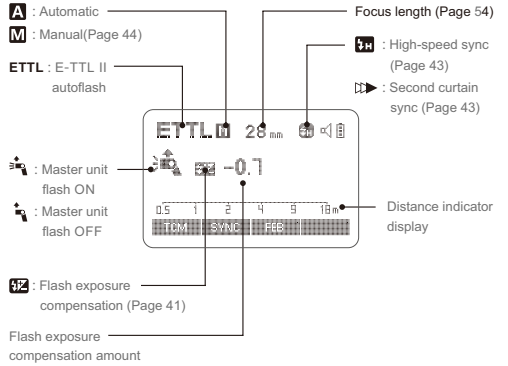 A : Automatic
M : Manual(Page 44)
ETTL : E-TTL II
autoflash
Focus length (Page 54)
H : High-speed sync
(Page 43)
: Second curtain
sync (Page 43)
ETTL M 28 mm
-0.7
0.5 1 2 4 9 18 m
TCM SYNC FEB
: Master unit
flash ON
: Master unit
flash OFF
Distance indicator
display
: Flash exposure
compensation (Page 41)
Flash exposure
compensation amount